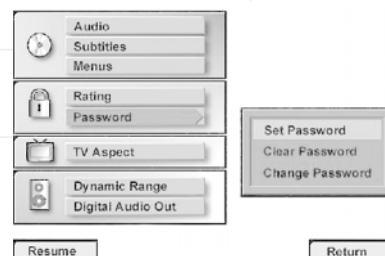 Audio
Subtitles
Menus
Rating
Password
TV Aspect
Dynamic Range
Digital Audio Out
Set Password
Clear Password
Change Password
Resume
Return